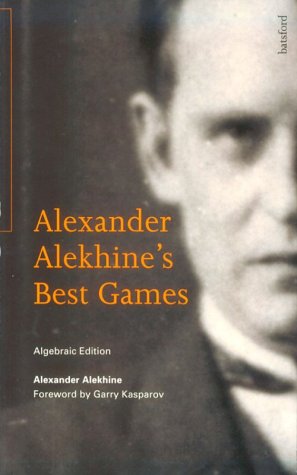 batsford
Alexander
Alekhine's
Best Games
Algebraic Edition
Alexander Alekhine
Foreword by Garry Kasparov